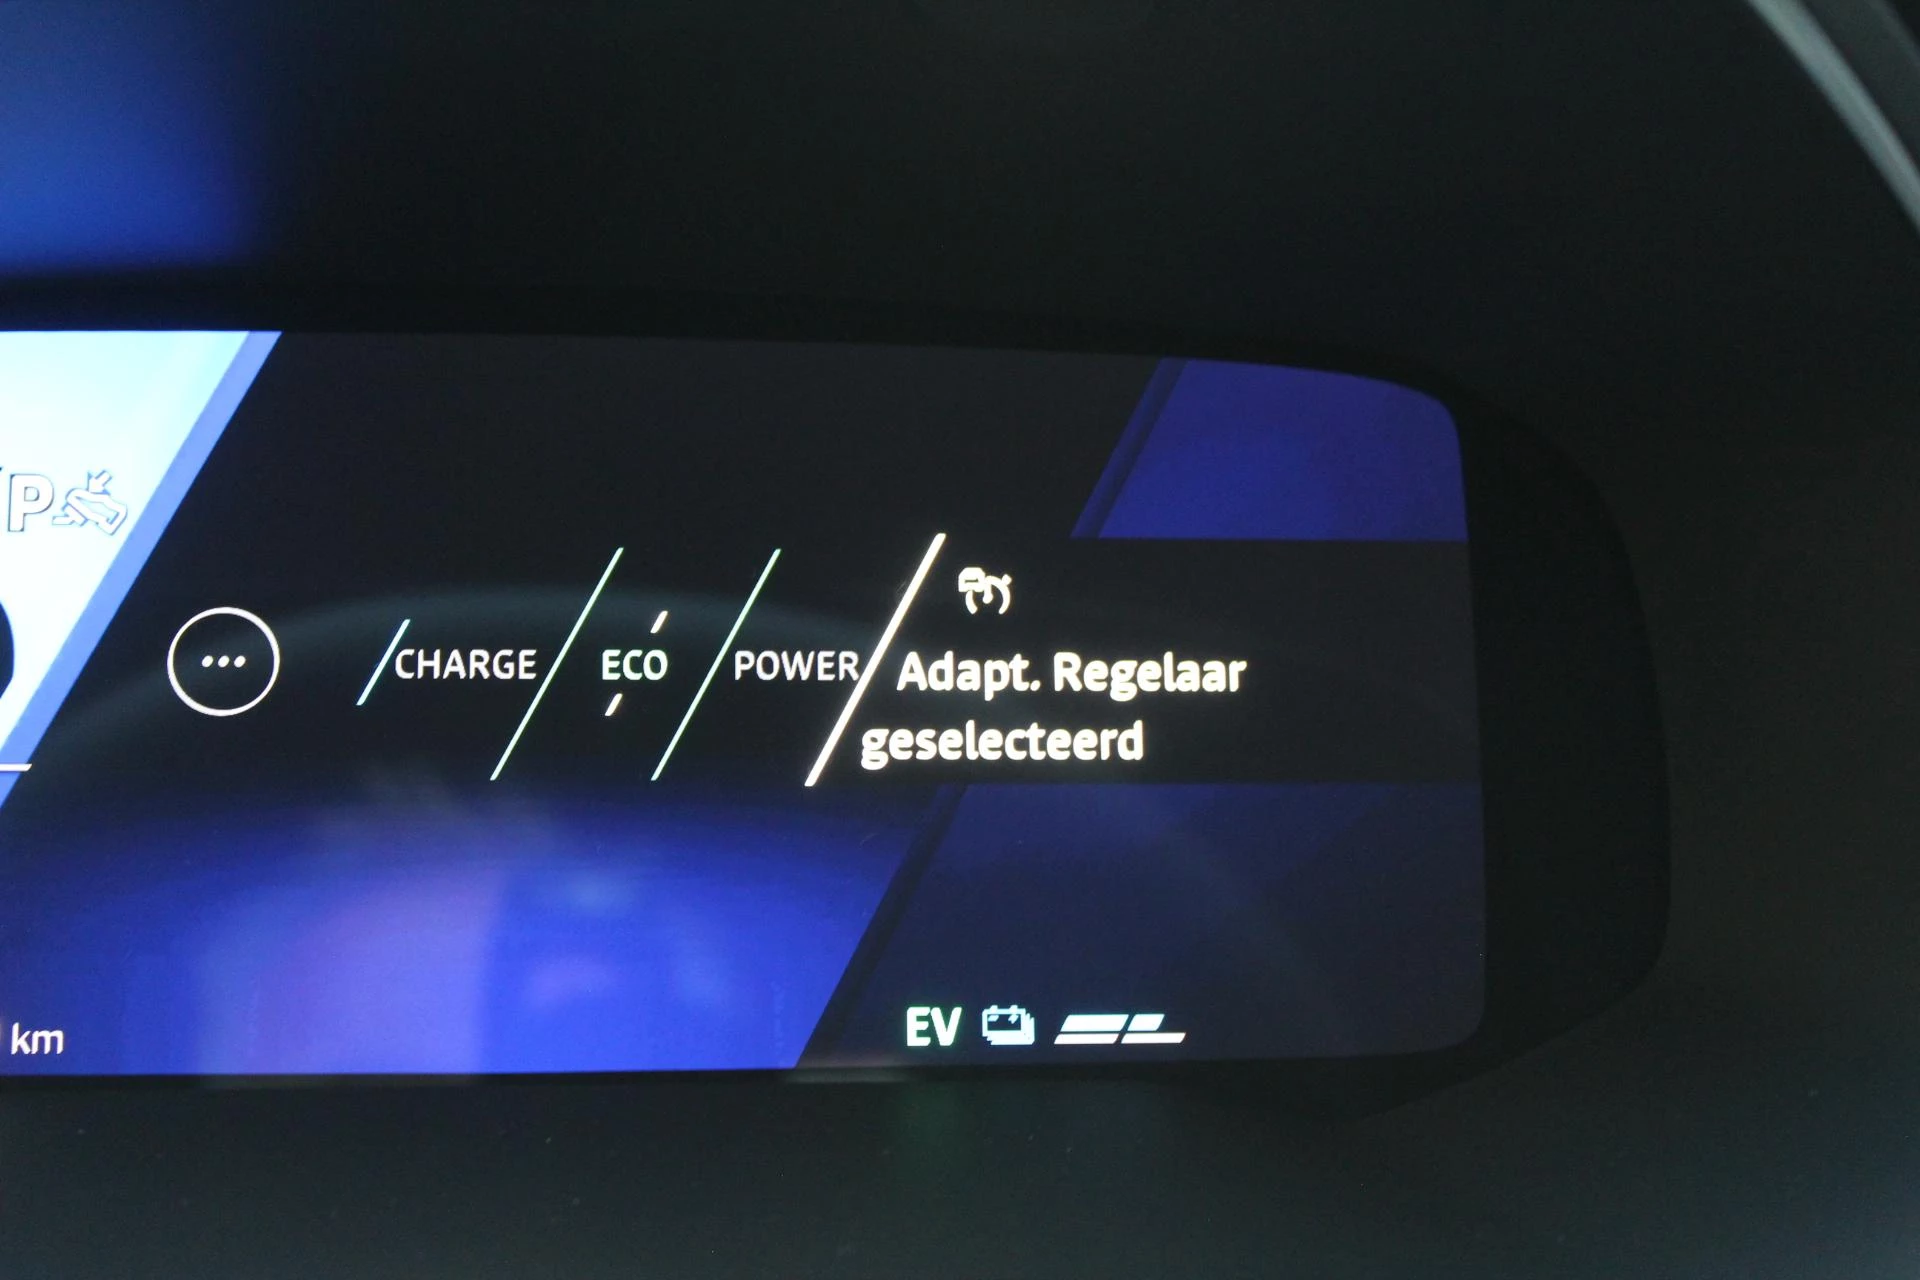 P
CHARGE
ECO
POWER
Adapt. Regelaar
geselecteerd
EV
km